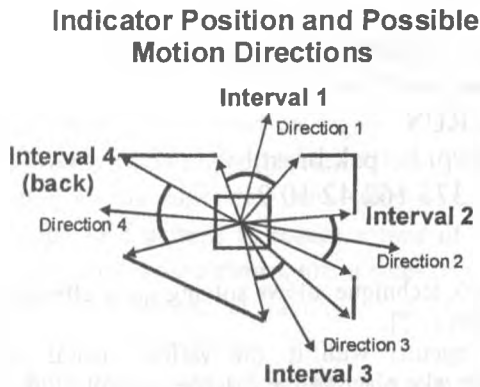 Indicator Position and Possible
Motion Directions
Interval 1
Direction 1
Interval 4
(back)
Direction 4
Interval 2
Direction 2
Direction 3
Interval 3